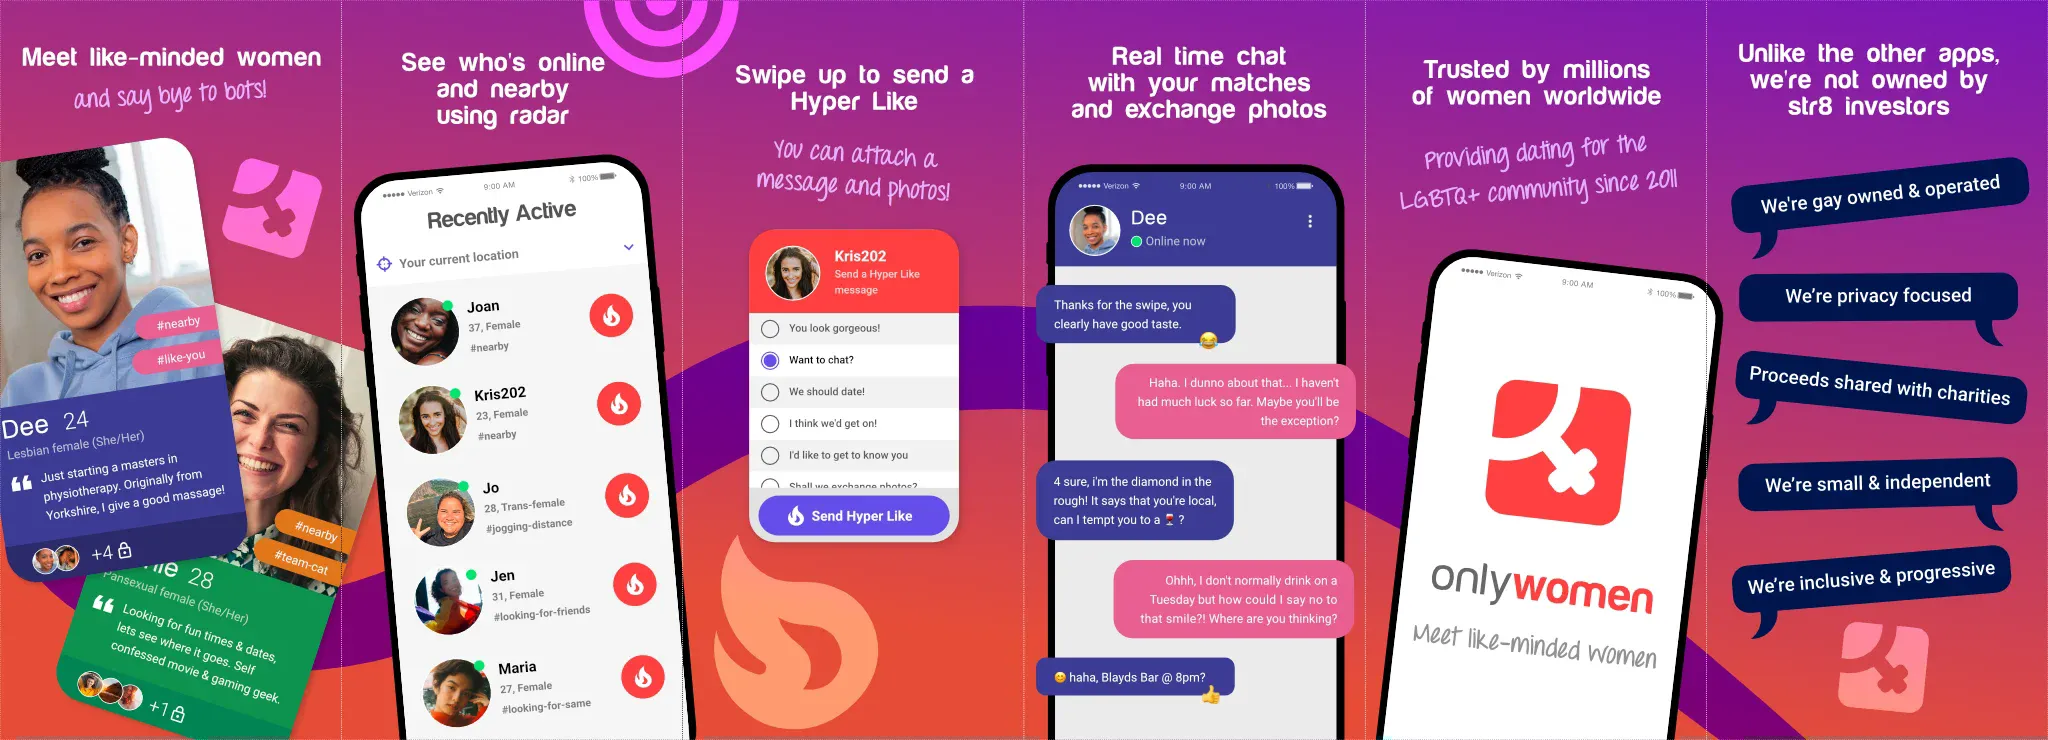 Meet like-minded women
and say bye to bots!
#nearby
#like-you
Dee 24
Lesbian female (She/Her)
Just starting a masters in
physiotherapy. Originally from
Yorkshire, I give a good massage!
+4
#nearby
#team-cat
28
Pansexual female (She/Her)
Looking for fun times & dates,
lets see where it goes. Self
confessed movie & gaming geek.
+1
See who's online
and nearby
using radar
Verizon 9:00 AM 100%
Recently Active
Your current location
Joan
37, Female
#nearby
Kris202
23, Female
#nearby
Jo
28, Trans-female
#jogging-distance
Jen
31, Female
#looking-for-friends
Maria
27, Female
#looking-for-same
Swipe up to send a
Hyper Like
You can attach a
message and photos!
Kris202
Send a Hyper Like
message
You look gorgeous!
Want to chat?
We should date!
I think we'd get on!
I'd like to get to know you
Shall we exchange photos?
Send Hyper Like
Real time chat
with your matches
and exchange photos
Verizon 9:00 AM 100%
Dee
Online now
Thanks for the swipe, you
clearly have good taste.
😂
Haha. I dunno about that... I haven't
had much luck so far. Maybe you'll be
the exception?
4 sure, i'm the diamond in the
rough! It says that you're local,
can I tempt you to a 🍷 ?
Ohhh, I don't normally drink on a
Tuesday but how could I say no to
that smile?! Where are you thinking?
😊 haha, Blayds Bar @ 8pm?
👍
Trusted by millions
of women worldwide
Providing dating for the
LGBTQ+ community since 2011
Verizon 9:00 AM 100%
onlywomen
Meet like-minded women
Unlike the other apps,
we're not owned by
str8 investors
We're gay owned & operated
We're privacy focused
Proceeds shared with charities
We're small & independent
We're inclusive & progressive